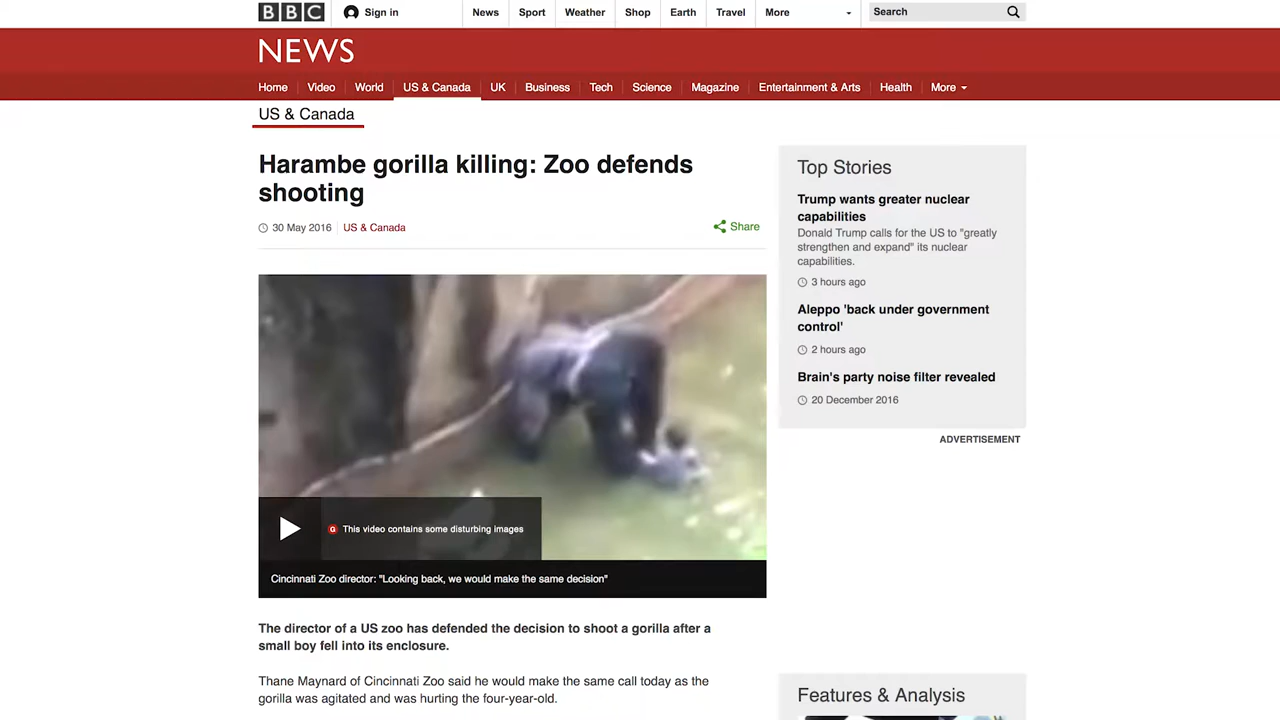 BBC Sign in News Sport Weather Shop Earth Travel More Search
NEWS
Home Video World US & Canada UK Business Tech Science Magazine Entertainment & Arts Health More
US & Canada
Harambe gorilla killing: Zoo defends
shooting
30 May 2016 US & Canada
Share
This video contains some disturbing images
Cincinnati Zoo director: "Looking back, we would make the same decision"
The director of a US zoo has defended the decision to shoot a gorilla after a
small boy fell into its enclosure.
Thane Maynard of Cincinnati Zoo said he would make the same call today as the
gorilla was agitated and was hurting the four-year-old.
Top Stories
Trump wants greater nuclear
capabilities
Donald Trump calls for the US to "greatly
strengthen and expand" its nuclear
capabilities.
3 hours ago
Aleppo 'back under government
control'
2 hours ago
Brain's party noise filter revealed
20 December 2016
ADVERTISEMENT
Features & Analysis